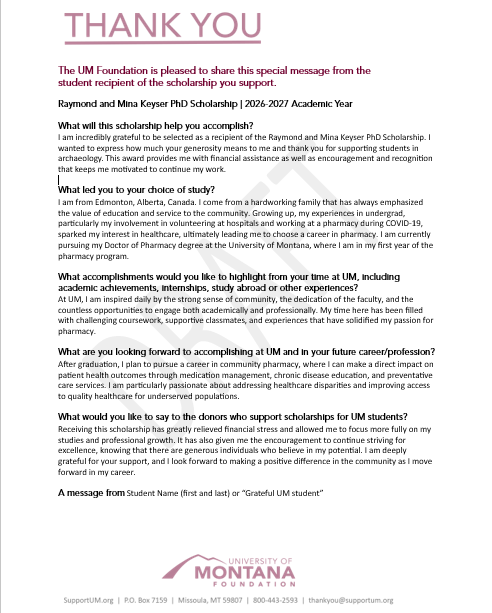 THANK YOU
The UM Foundation is pleased to share this special message from the
student recipient of the scholarship you support.
Raymond and Mina Keyser PhD Scholarship | 2026-2027 Academic Year
What will this scholarship help you accomplish?
I am incredibly grateful to be selected as a recipient of the Raymond and Mina Keyser PhD Scholarship. I
wanted to express how much your generosity means to me and thank you for supporting students in
archaeology. This award provides me with financial assistance as well as encouragement and recognition
that keeps me motivated to continue my work.
What led you to your choice of study?
I am from Edmonton, Alberta, Canada. I come from a hardworking family that has always emphasized
the value of education and service to the community. Growing up, my experiences in undergrad,
particularly my involvement in volunteering at hospitals and working at a pharmacy during COVID-19,
sparked my interest in healthcare, ultimately leading me to choose a career in pharmacy. I am currently
pursuing my Doctor of Pharmacy degree at the University of Montana, where I am in my first year of the
pharmacy program.
What accomplishments would you like to highlight from your time at UM, including
academic achievements, internships, study abroad or other experiences?
At UM, I am inspired daily by the strong sense of community, the dedication of the faculty, and the
countless opportunities to engage both academically and professionally. My time here has been filled
with challenging coursework, supportive classmates, and experiences that have solidified my passion for
pharmacy.
What are you looking forward to accomplishing at UM and in your future career/profession?
After graduation, I plan to pursue a career in community pharmacy, where I can make a direct impact on
patient health outcomes through medication management, chronic disease education, and preventative
care services. I am particularly passionate about addressing healthcare disparities and improving access
to quality healthcare for underserved populations.
What would you like to say to the donors who support scholarships for UM students?
Receiving this scholarship has greatly relieved financial stress and allowed me to focus more fully on my
studies and professional growth. It has also given me the encouragement to continue striving for
excellence, knowing that there are generous individuals who believe in my potential. I am deeply
grateful for your support, and I look forward to making a positive difference in the community as I move
forward in my career.
A message from Student Name (first and last) or “Grateful UM student”
DRAFT
UNIVERSITY OF
MONTANA
FOUNDATION
SupportUM.org | P.O. Box 7159 | Missoula, MT 59807 | 800-443-2593 | thankyou@supportum.org